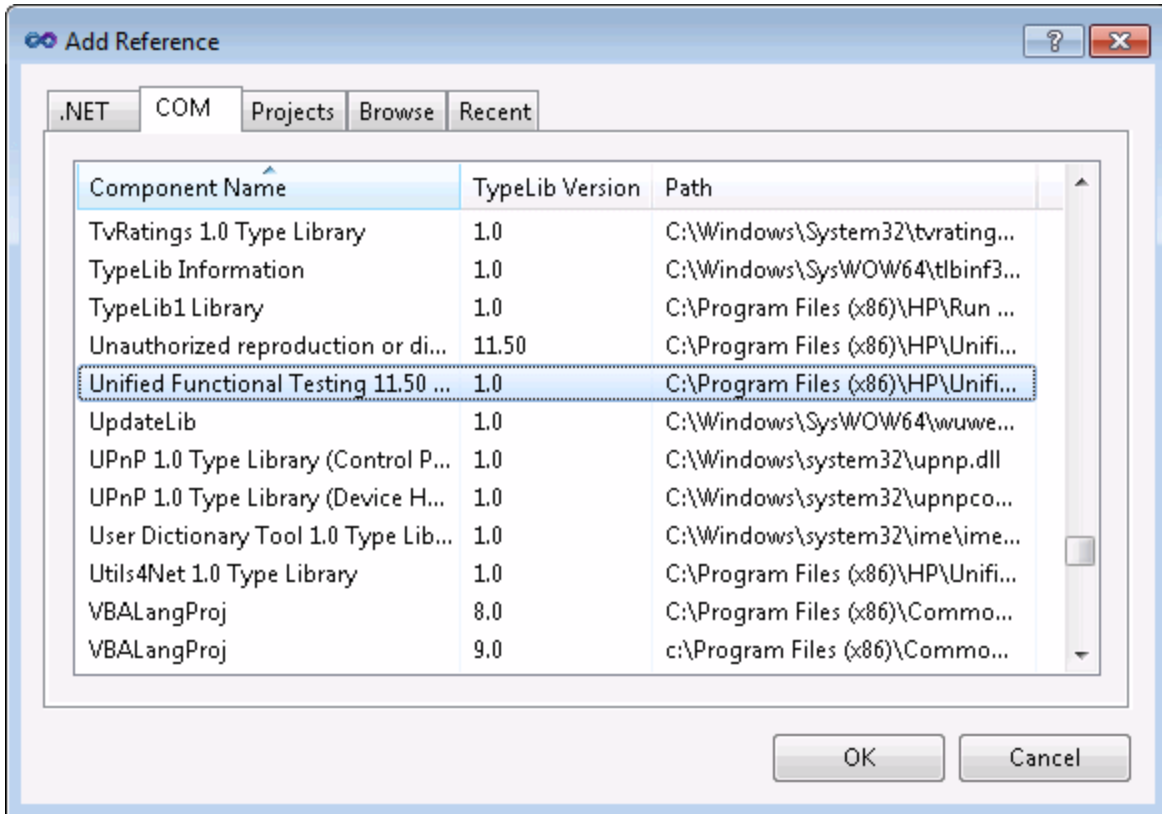 Add Reference
.NET COM Projects Browse Recent
Component Name TypeLib Version Path
TvRatings 1.0 Type Library 1.0 C:\Windows\System32\tvrating...
TypeLib Information 1.0 C:\Windows\SysWOW64\tlbinf3...
TypeLib1 Library 1.0 C:\Program Files (x86)\HP\Run ...
Unauthorized reproduction or di... 11.50 C:\Program Files (x86)\HP\Unifi...
Unified Functional Testing 11.50 ... 1.0 C:\Program Files (x86)\HP\Unifi...
UpdateLib 1.0 C:\Windows\SysWOW64\wuwe...
UPnP 1.0 Type Library (Control P... 1.0 C:\Windows\system32\upnp.dll
UPnP 1.0 Type Library (Device H... 1.0 C:\Windows\system32\upnpco...
User Dictionary Tool 1.0 Type Lib... 1.0 C:\Windows\system32\ime\ime...
Utils4Net 1.0 Type Library 1.0 C:\Program Files (x86)\HP\Unifi...
VBALangProj 8.0 C:\Program Files (x86)\Commo...
VBALangProj 9.0 c:\Program Files (x86)\Commo...
OK Cancel